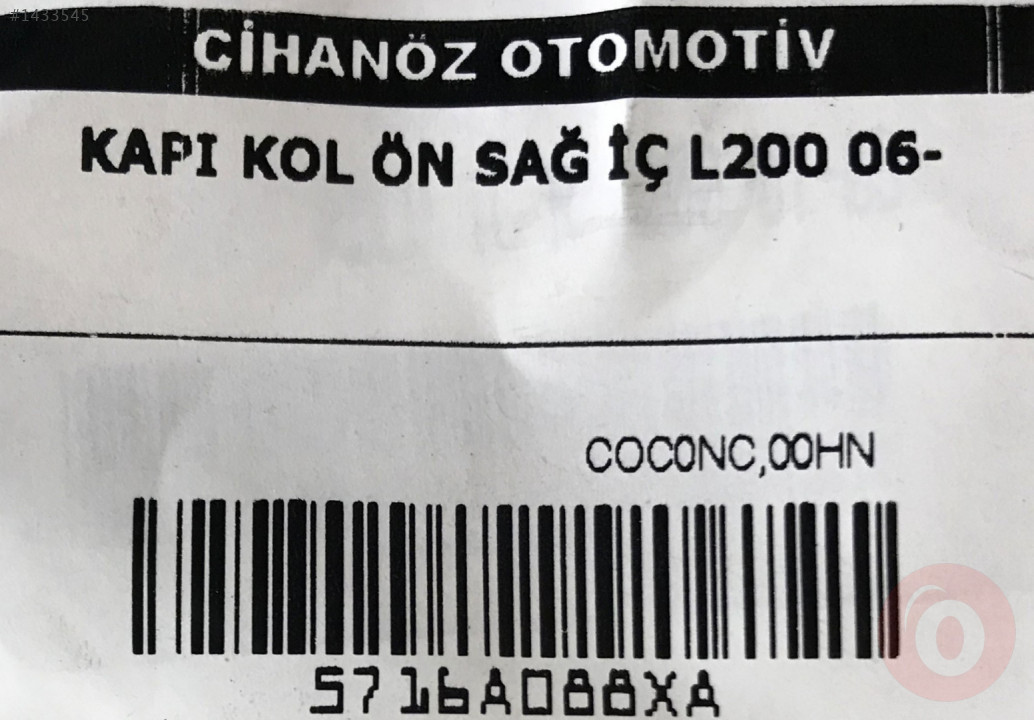 #1433545
CİHANÖZ OTOMOTİV
KAPI KOL ÖN SAĞ İÇ L200 06-
COC0NC,00HN
5716A088XA